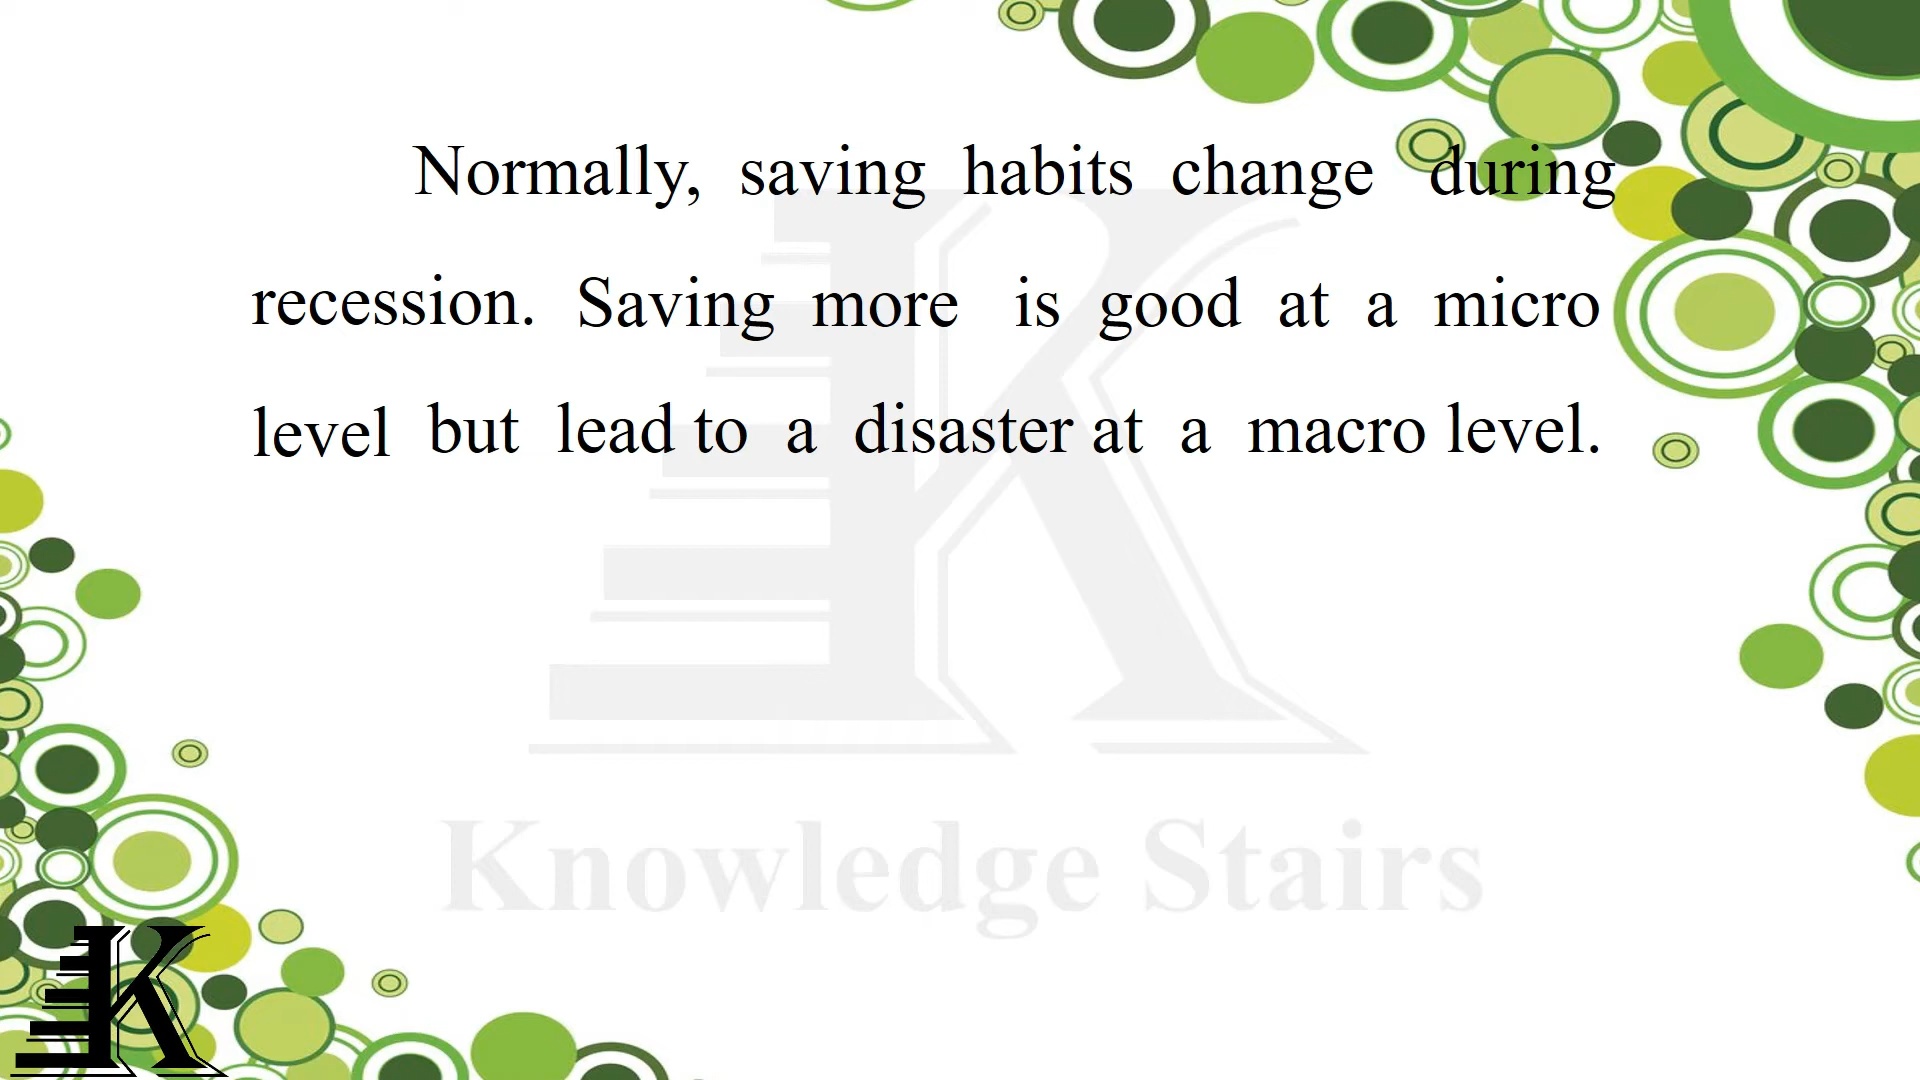 Normally, saving habits change during
recession. Saving more is good at a micro
level but lead to a disaster at a macro level.
Knowledge Stairs